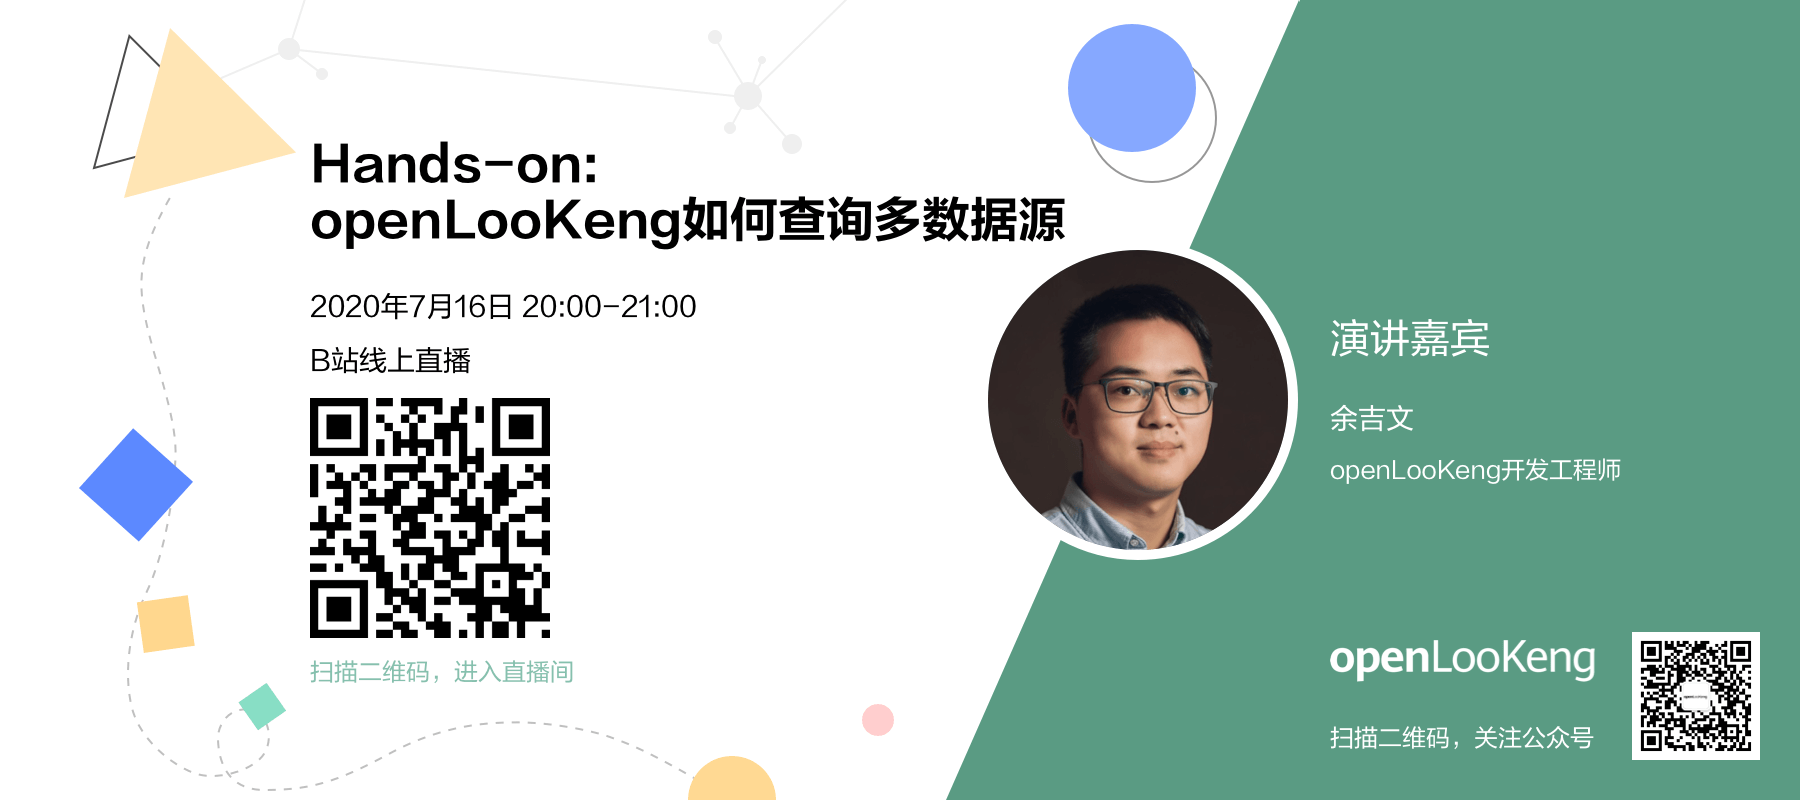 Hands-on:
openLooKeng如何查询多数据源
2020年7月16日 20:00-21:00
B站线上直播
扫描二维码，进入直播间
演讲嘉宾
余吉文
openLooKeng开发工程师
openLooKeng
扫描二维码，关注公众号